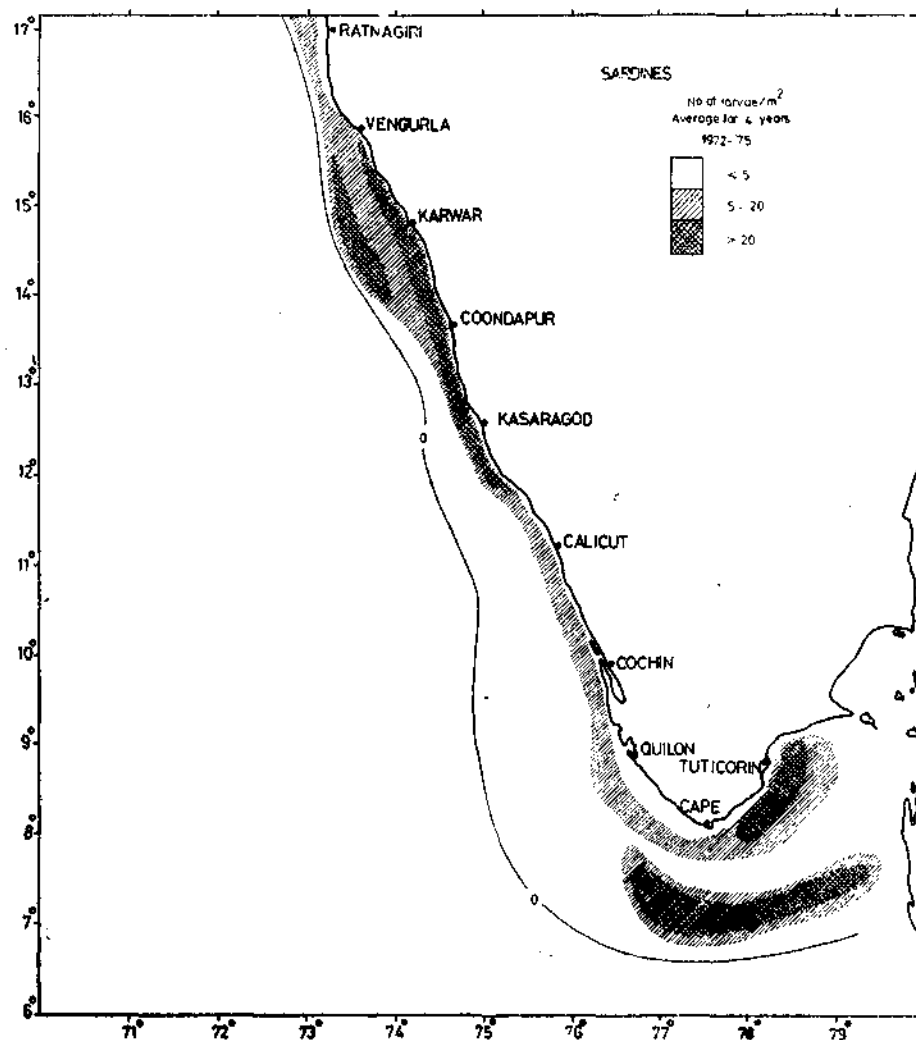 17°
RATNAGIRI
SARDINES
No of larvae/m²
Average for 4 years
1972-75
< 5
5 - 20
> 20
16°
VENGURLA
15°
KARWAR
14°
COONDAPUR
13°
KASARAGOD
0
12°
CALICUT
11°
10°
COCHIN
9°
QUILON
TUTICORIN
CAPE
8°
0
7°
6°
71° 72° 73° 74° 75° 76° 77° 78° 79°